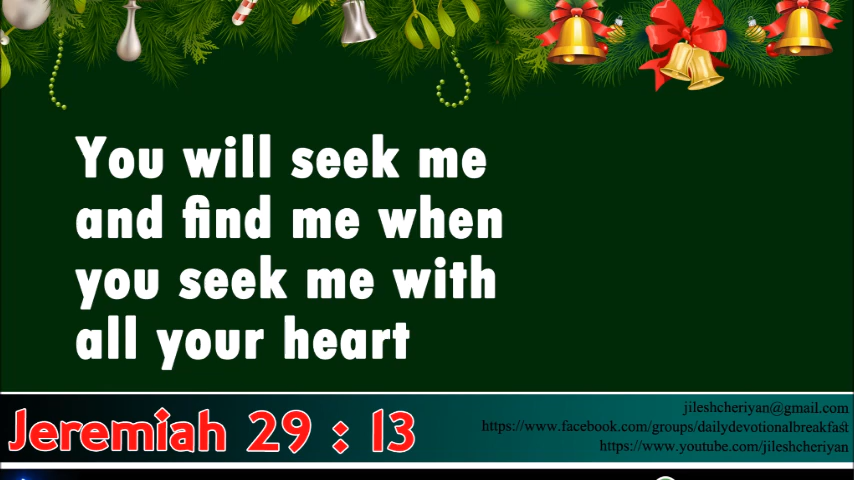 You will seek me
and find me when
you seek me with
all your heart
Jeremiah 29 : 13
jileshcheriyan@gmail.com
https://www.facebook.com/groups/dailydevotionalbreakfast
https://www.youtube.com/jileshcheriyan